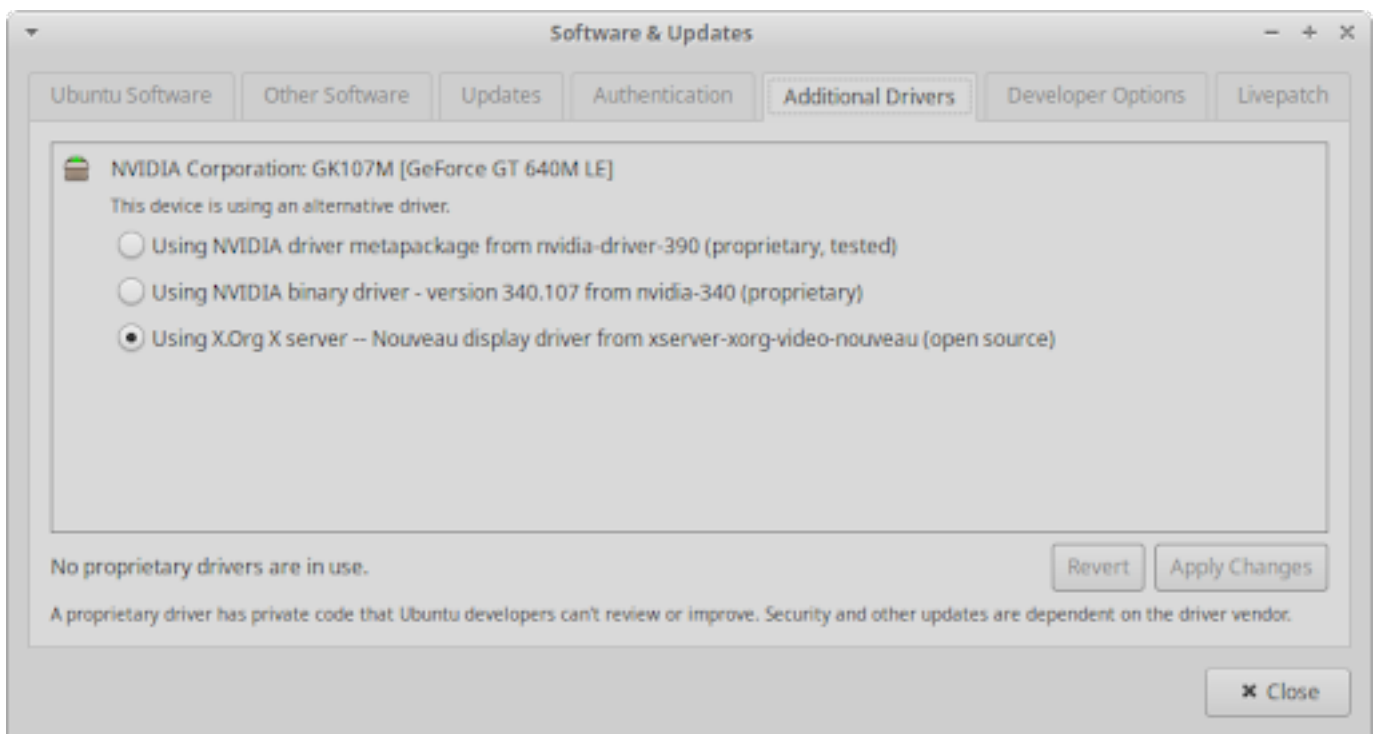 Software & Updates
Ubuntu Software Other Software Updates Authentication Additional Drivers Developer Options Livepatch
NVIDIA Corporation: GK107M [GeForce GT 640M LE]
This device is using an alternative driver.
Using NVIDIA driver metapackage from nvidia-driver-390 (proprietary, tested)
Using NVIDIA binary driver - version 340.107 from nvidia-340 (proprietary)
Using X.Org X server -- Nouveau display driver from xserver-xorg-video-nouveau (open source)
No proprietary drivers are in use. Revert Apply Changes
A proprietary driver has private code that Ubuntu developers can't review or improve. Security and other updates are dependent on the driver vendor.
Close